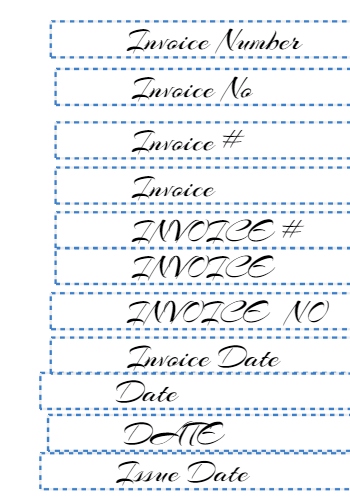 Invoice Number
Invoice No
Invoice #
Invoice
INVOICE #
INVOICE
INVOICE NO
Invoice Date
Date
DATE
Issue Date